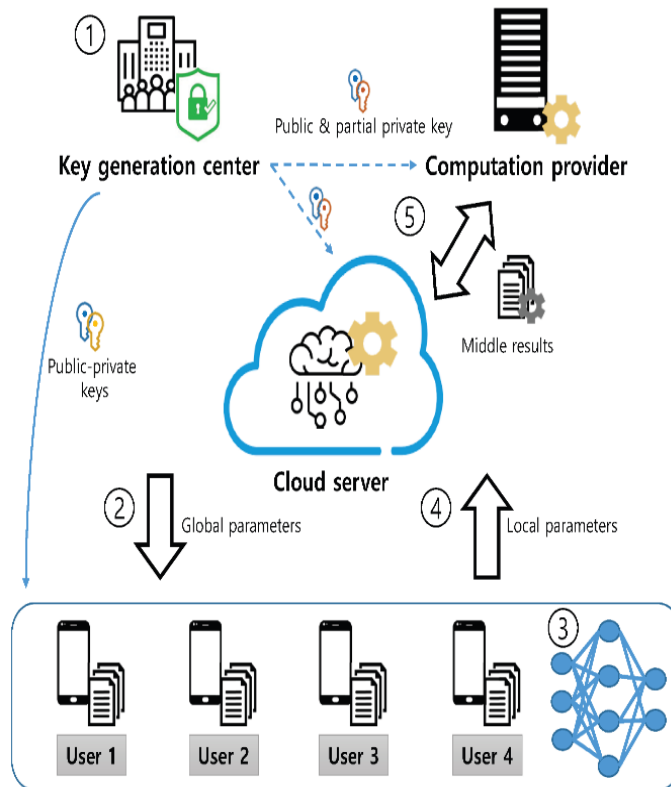 ①
Public & partial private key
Key generation center
Computation provider
⑤
Public-private
keys
Middle results
Cloud server
②
Global parameters
④
Local parameters
③
User 1
User 2
User 3
User 4